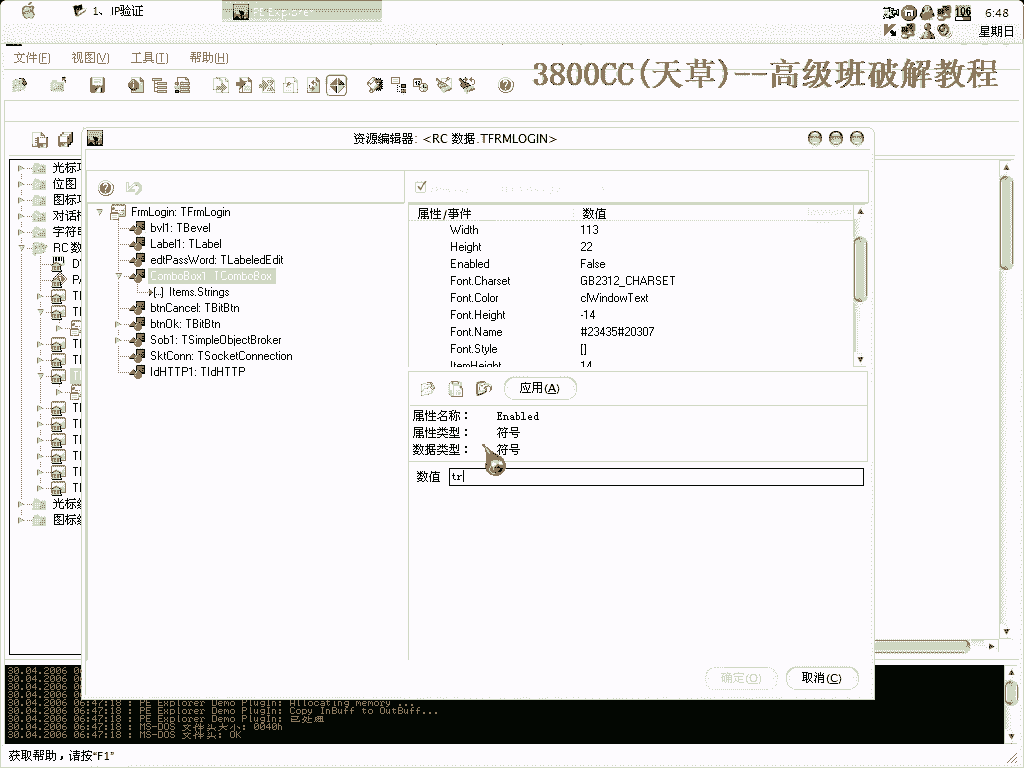 1、IP验证
PE Explorer
106
6:48
星期日
文件(F) 视图(V) 工具(T) 帮助(H)
3800CC(天草)--高级班破解教程
资源编辑器: <RC 数据.TFRMLOGIN>
光标
位图
图标
对话
字符
RC 数
光标
图标
FrmLogin: TFrmLogin
bvl1: TBevel
Label1: TLabel
edtPassWord: TLabeledEdit
ComboBox1: TComboBox
[..] Items.Strings
btnCancel: TBitBtn
btnOk: TBitBtn
Sob1: TSimpleObjectBroker
SktConn: TSocketConnection
IdHTTP1: TIdHTTP
属性/事件 数值
Width 113
Height 22
Enabled False
Font.Charset GB2312_CHARSET
Font.Color clWindowText
Font.Height -14
Font.Name #23435#20307
Font.Style []
ItemHeight 14
应用(A)
属性名称： Enabled
属性类型： 符号
数据类型： 符号
数值 tr
确定(O) 取消(C)
30.04.2006 06:47:18 : PE Explorer Demo PlugIn: Allocating memory ...
30.04.2006 06:47:18 : PE Explorer Demo PlugIn: Copy InBuff to OutBuff...
30.04.2006 06:47:18 : PE Explorer Demo PlugIn: 已处理
30.04.2006 06:47:18 : MS-DOS 文件头大小: 0040h
30.04.2006 06:47:18 : MS-DOS 文件头: OK
获取帮助，请按“F1”